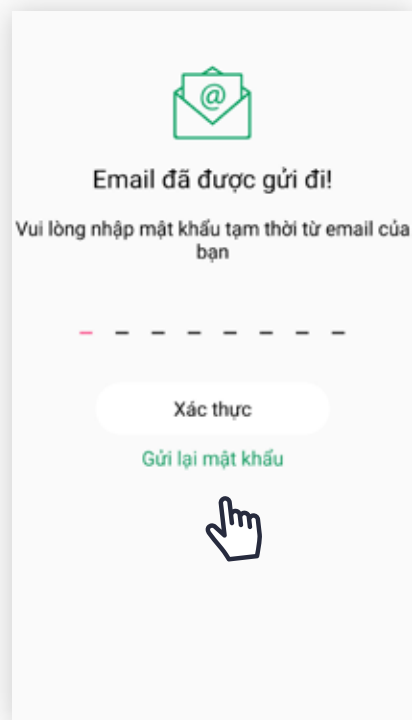 @
Email đã được gửi đi!
Vui lòng nhập mật khẩu tạm thời từ email của
bạn
Xác thực
Gửi lại mật khẩu